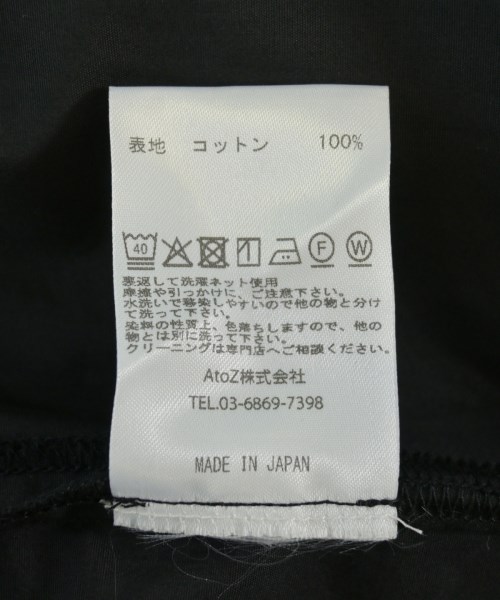 表地 コットン 100%
40 F W
裏返して洗濯ネット使用
摩擦や引っかけに、ご注意下さい。
水洗いで移染しやすいので他の物と分け
て洗って下さい。
染料の性質上、色落ちしますので、他の
物とは別に洗って下さい。
クリーニングは専門店へご相談ください。
AtoZ株式会社
TEL.03-6869-7398
MADE IN JAPAN